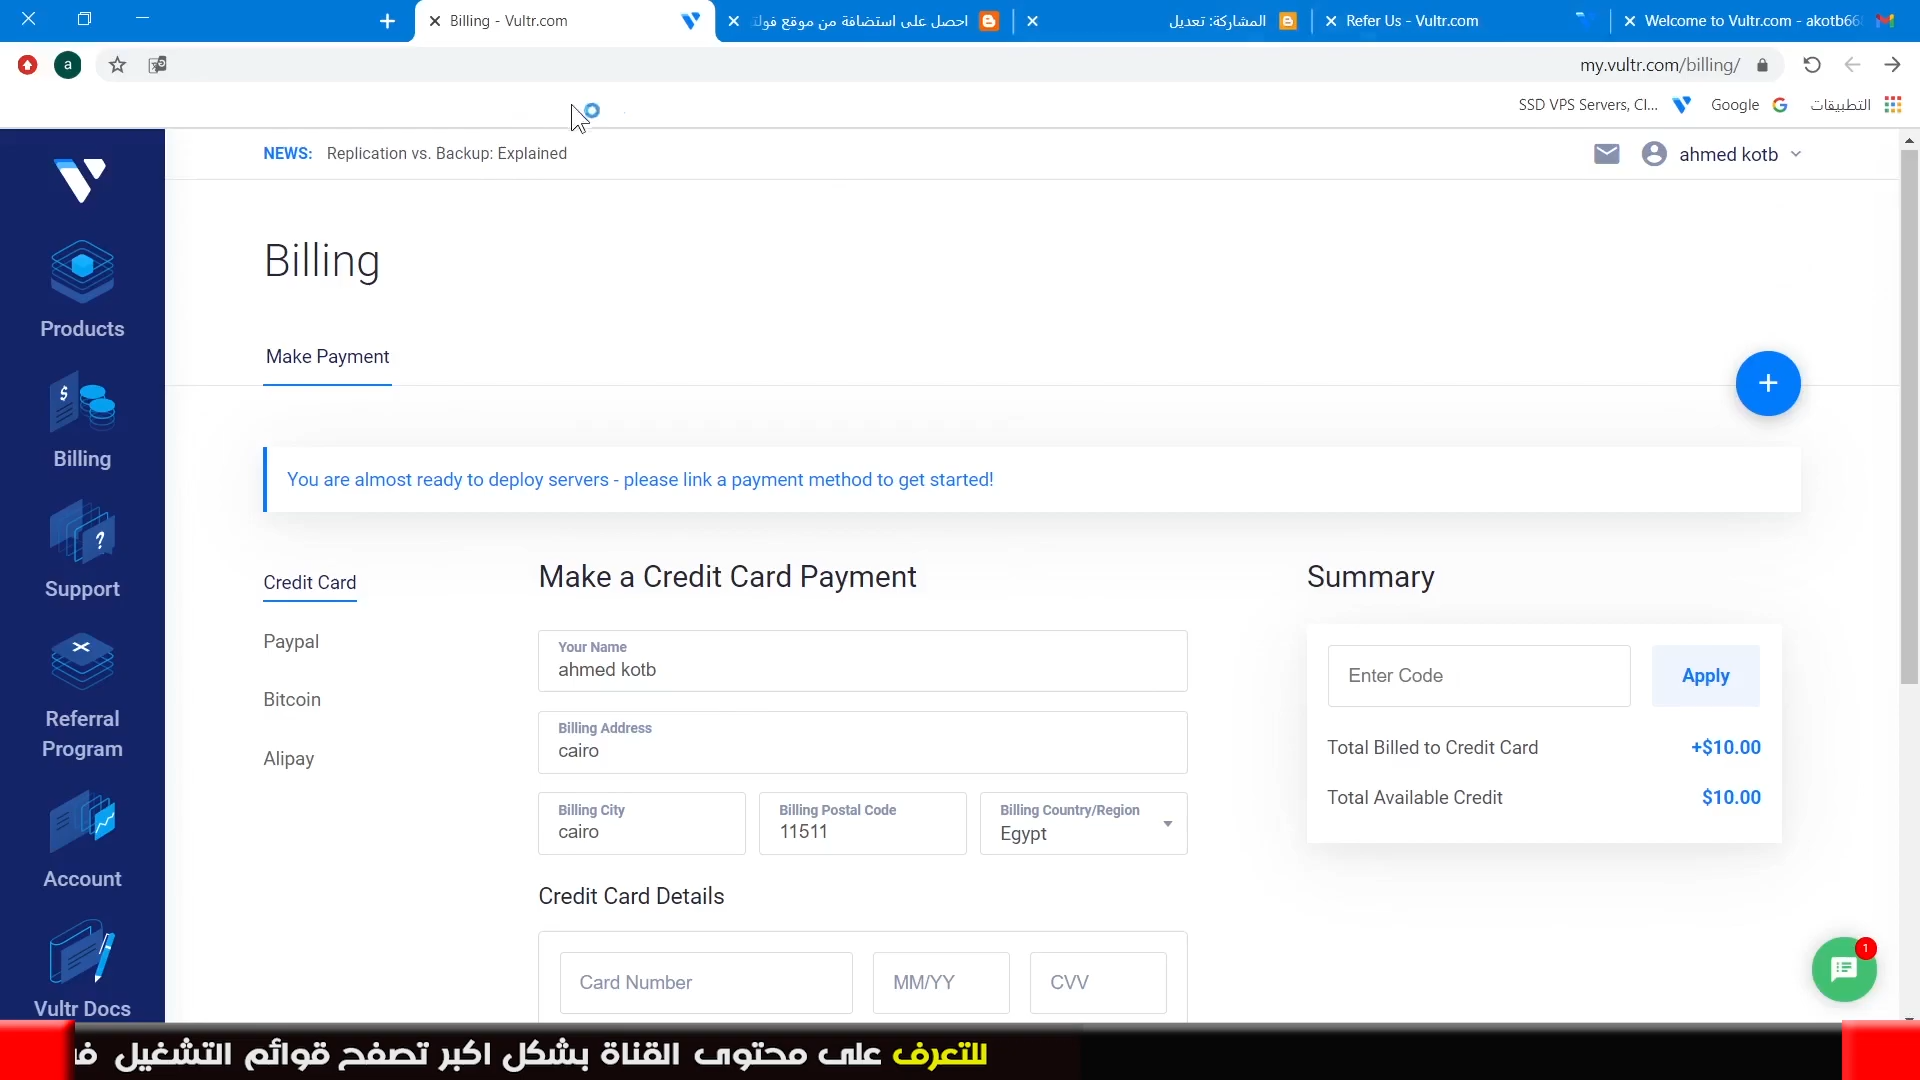 Billing - Vultr.com
احصل على استضافة من موقع فولت
المشاركة: تعديل
Refer Us - Vultr.com
Welcome to Vultr.com - akotb66
a
my.vultr.com/billing/
SSD VPS Servers, Cl...
Google
التطبيقات
NEWS: Replication vs. Backup: Explained
ahmed kotb
Products
Billing
Support
Referral
Program
Account
Vultr Docs
Billing
Make Payment
+
You are almost ready to deploy servers - please link a payment method to get started!
Credit Card
Paypal
Bitcoin
Alipay
Make a Credit Card Payment
Your Name
ahmed kotb
Billing Address
cairo
Billing City
cairo
Billing Postal Code
11511
Billing Country/Region
Egypt
Credit Card Details
Card Number
MM/YY
CVV
Summary
Enter Code
Apply
Total Billed to Credit Card +$10.00
Total Available Credit $10.00
1
للتعرف على محتوى القناة بشكل اكبر تصفح قوائم التشغيل